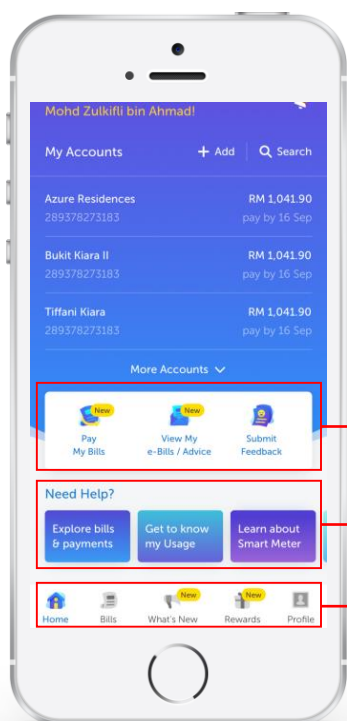 Mohd Zulkifli bin Ahmad!
My Accounts + Add Search
Azure Residences RM 1,041.90
289378273183 pay by 16 Sep
Bukit Kiara II RM 1,041.90
289378273183 pay by 16 Sep
Tiffani Kiara RM 1,041.90
289378273183 pay by 16 Sep
More Accounts
New New
Pay View My Submit
My Bills e-Bills / Advice Feedback
Need Help?
Explore bills Get to know Learn about
& payments my Usage Smart Meter
New New
Home Bills What's New Rewards Profile